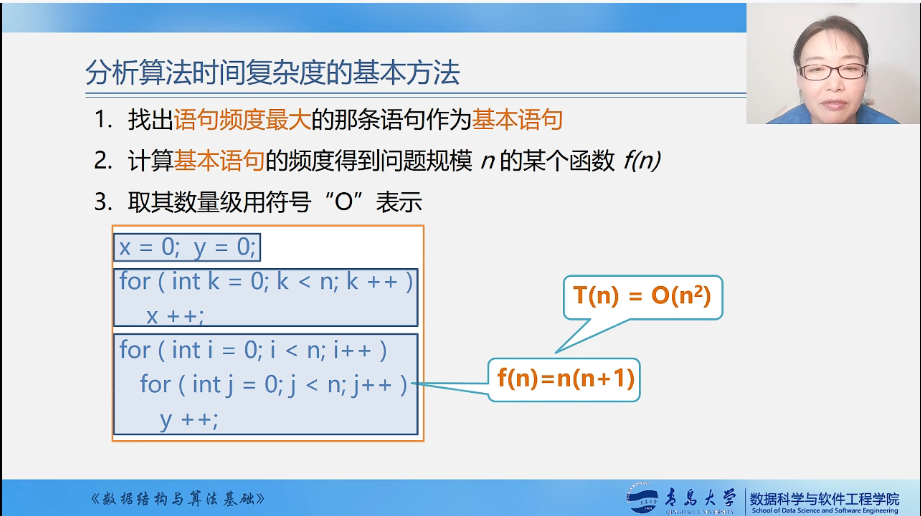 分析算法时间复杂度的基本方法
1. 找出语句频度最大的那条语句作为基本语句
2. 计算基本语句的频度得到问题规模 n 的某个函数 f(n)
3. 取其数量级用符号“O”表示
x = 0; y = 0;
for ( int k = 0; k < n; k ++ )
x ++;
for ( int i = 0; i < n; i++ )
for ( int j = 0; j < n; j++ )
y ++;
T(n) = O(n²)
f(n)=n(n+1)
《数据结构与算法基础》
青岛大学
QINGDAO UNIVERSITY
数据科学与软件工程学院
School of Data Science and Software Engineering